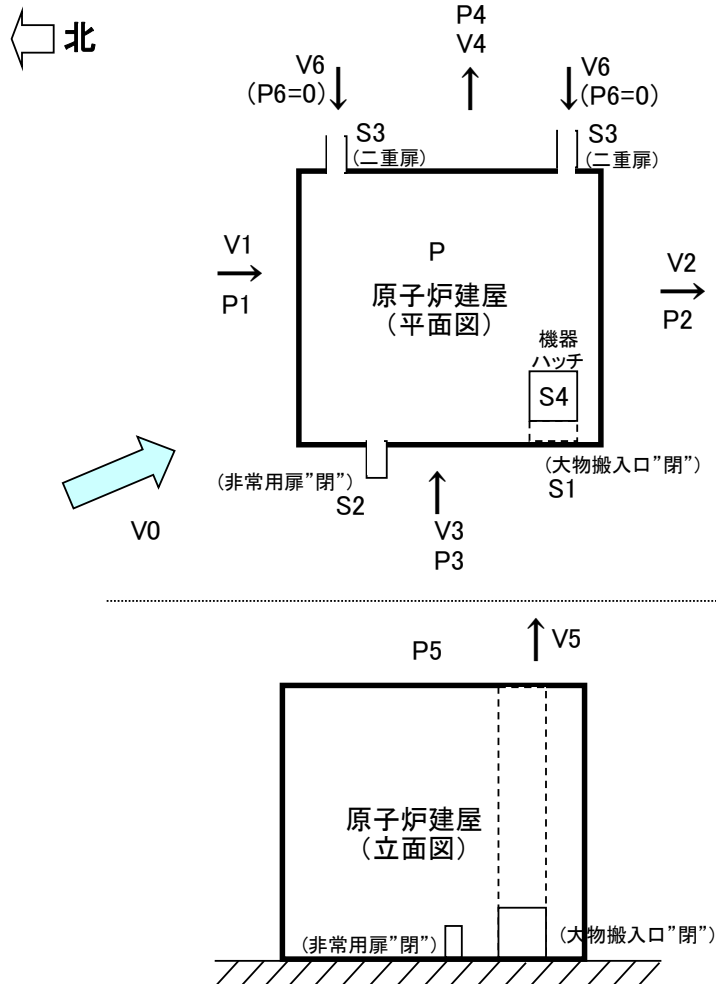 北
P4
V4
V6
(P6=0)
V6
(P6=0)
S3
(二重扉)
S3
(二重扉)
V1
P1
P
原子炉建屋
(平面図)
V2
P2
機器
ハッチ
S4
(非常用扉”閉”)
S2
(大物搬入口”閉”)
S1
V0
V3
P3
P5
V5
原子炉建屋
(立面図)
(非常用扉”閉”)
(大物搬入口”閉”)